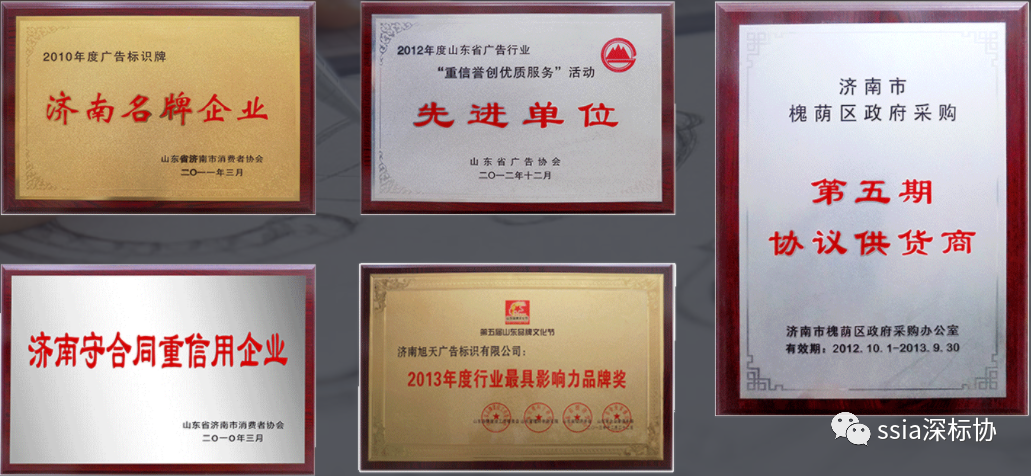 2010年度广告标识牌
济南名牌企业
山东省济南市消费者协会
二〇一一年三月
2012年度山东省广告行业
“重信誉创优质服务”活动
先进单位
山东省广告协会
二〇一二年十二月
济南市
槐荫区政府采购
第五期
协议供货商
济南市槐荫区政府采购办公室
有效期：2012.10.1-2013.9.30
济南守合同重信用企业
山东省济南市消费者协会
二〇一〇年三月
第五届山东品牌文化节
济南旭天广告标识有限公司：
2013年度行业最具影响力品牌奖
ssia深标协